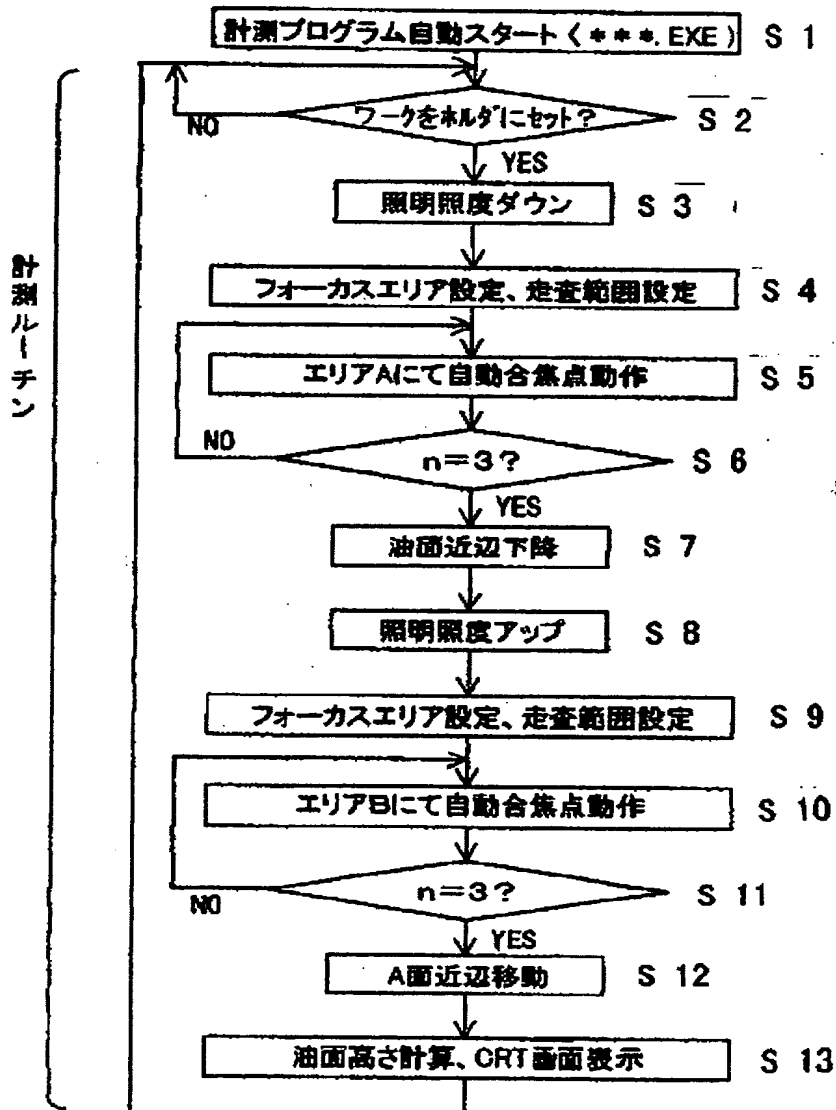 計測プログラム自動スタート（＊＊＊.EXE） S 1
ワークをホルダにセット？ S 2
NO
YES
照明照度ダウン S 3
計測ルーチン
フォーカスエリア設定、走査範囲設定 S 4
エリアAにて自動合焦点動作 S 5
NO
n＝3？ S 6
YES
油面近辺下降 S 7
照明照度アップ S 8
フォーカスエリア設定、走査範囲設定 S 9
エリアBにて自動合焦点動作 S 10
n＝3？ S 11
NO
YES
A面近辺移動 S 12
油面高さ計算、CRT画面表示 S 13